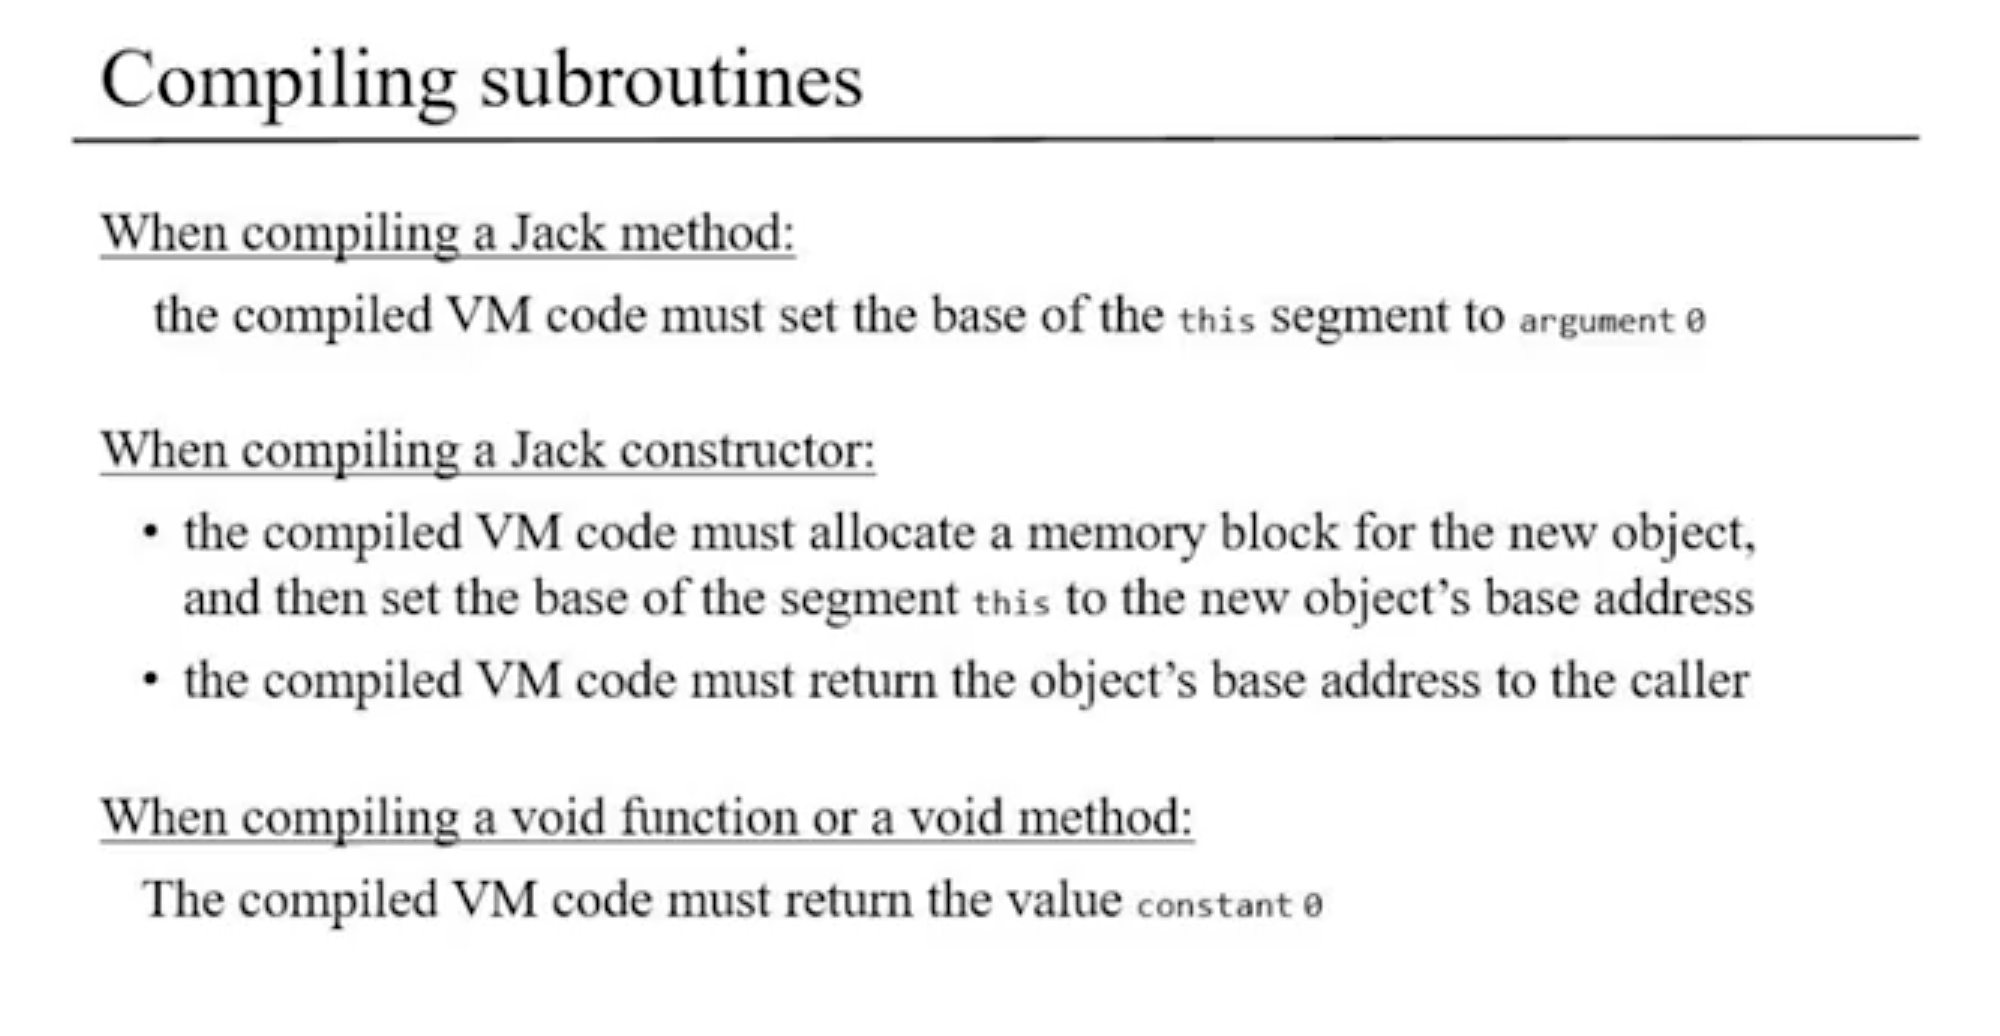 Compiling subroutines
When compiling a Jack method:
the compiled VM code must set the base of the this segment to argument 0
When compiling a Jack constructor:
• the compiled VM code must allocate a memory block for the new object,
and then set the base of the segment this to the new object’s base address
• the compiled VM code must return the object’s base address to the caller
When compiling a void function or a void method:
The compiled VM code must return the value constant 0